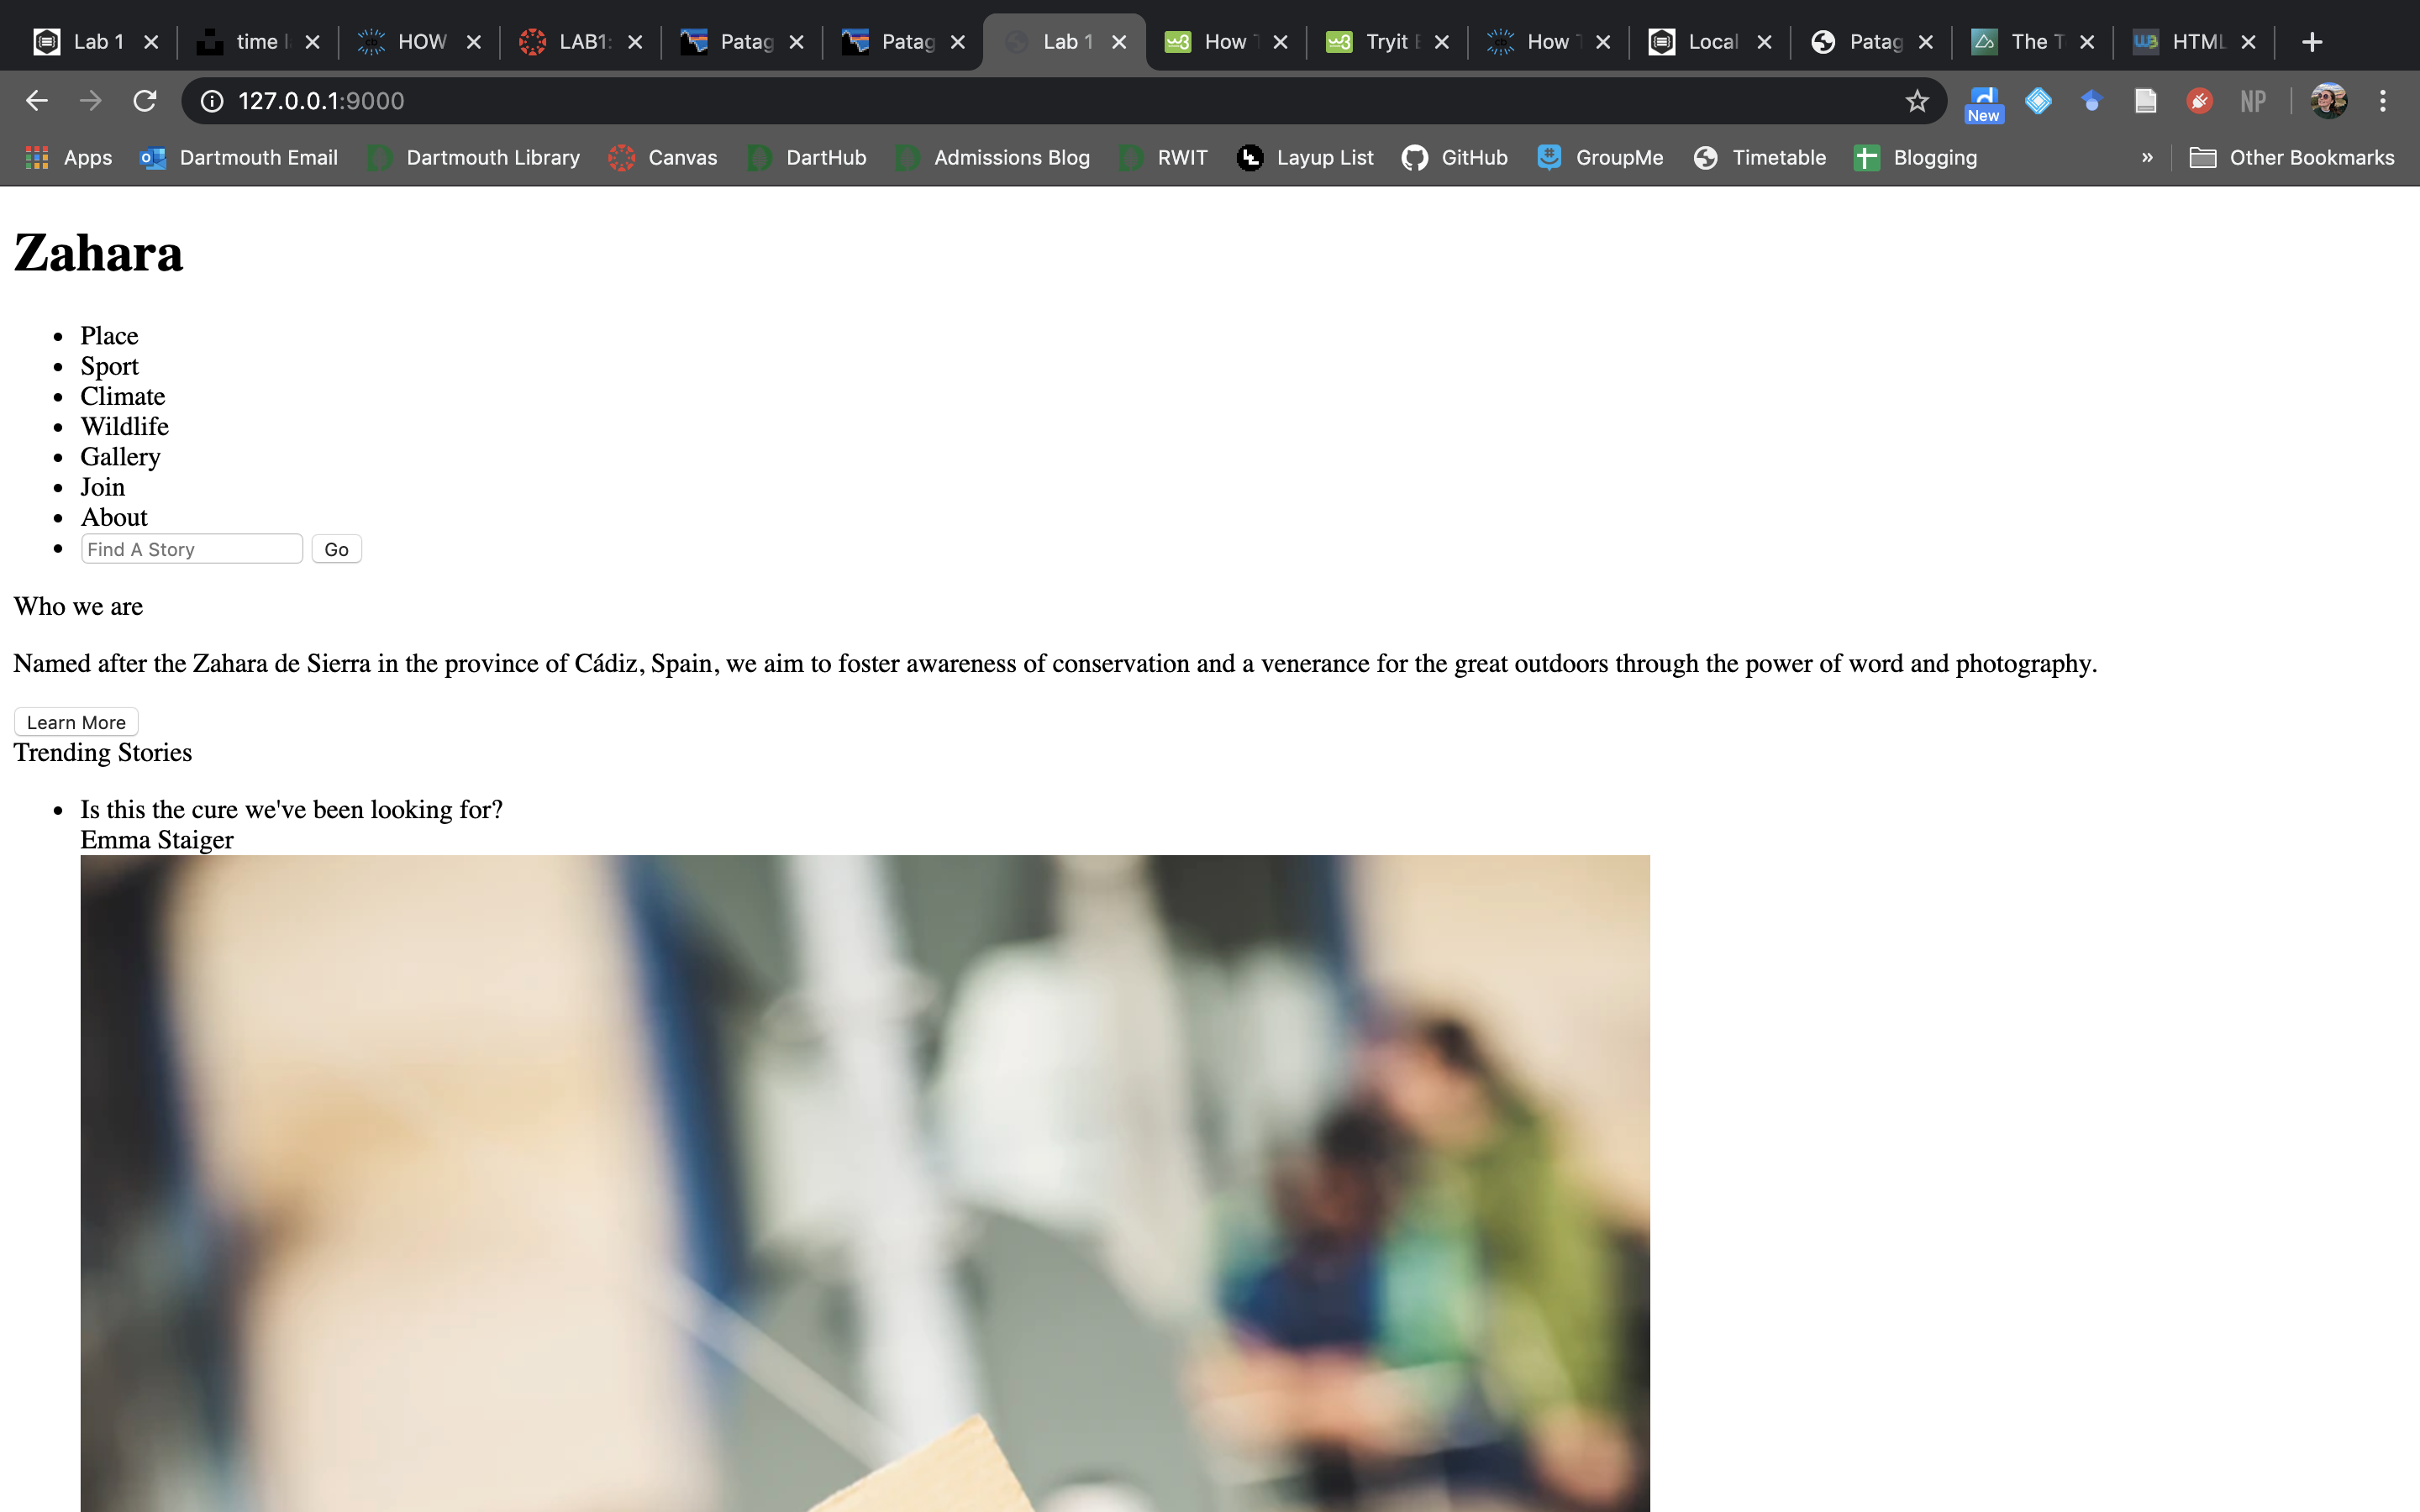 Lab 1 time HOW LAB1: Patag Patag Lab 1 How Tryit How Local Patag The HTML
127.0.0.1:9000 New NP
Apps Dartmouth Email Dartmouth Library Canvas DartHub Admissions Blog RWIT Layup List GitHub GroupMe Timetable Blogging » Other Bookmarks
Zahara
Place
Sport
Climate
Wildlife
Gallery
Join
About
Find A Story Go
Who we are
Named after the Zahara de Sierra in the province of Cádiz, Spain, we aim to foster awareness of conservation and a venerance for the great outdoors through the power of word and photography.
Learn More
Trending Stories
Is this the cure we've been looking for?
Emma Staiger